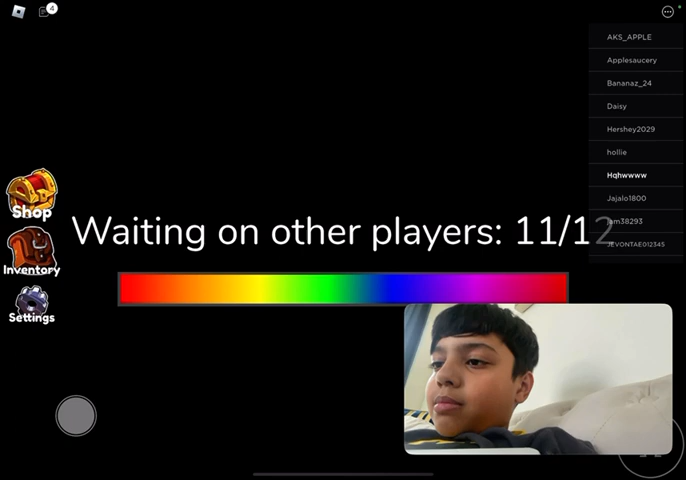 4
AKS_APPLE
Applesaucery
Bananaz_24
Daisy
Hershey2029
hollie
Hqhwwww
Jajalo1800
jam38293
JEVONTAE012345
Shop
Inventory
Settings
Waiting on other players: 11/12